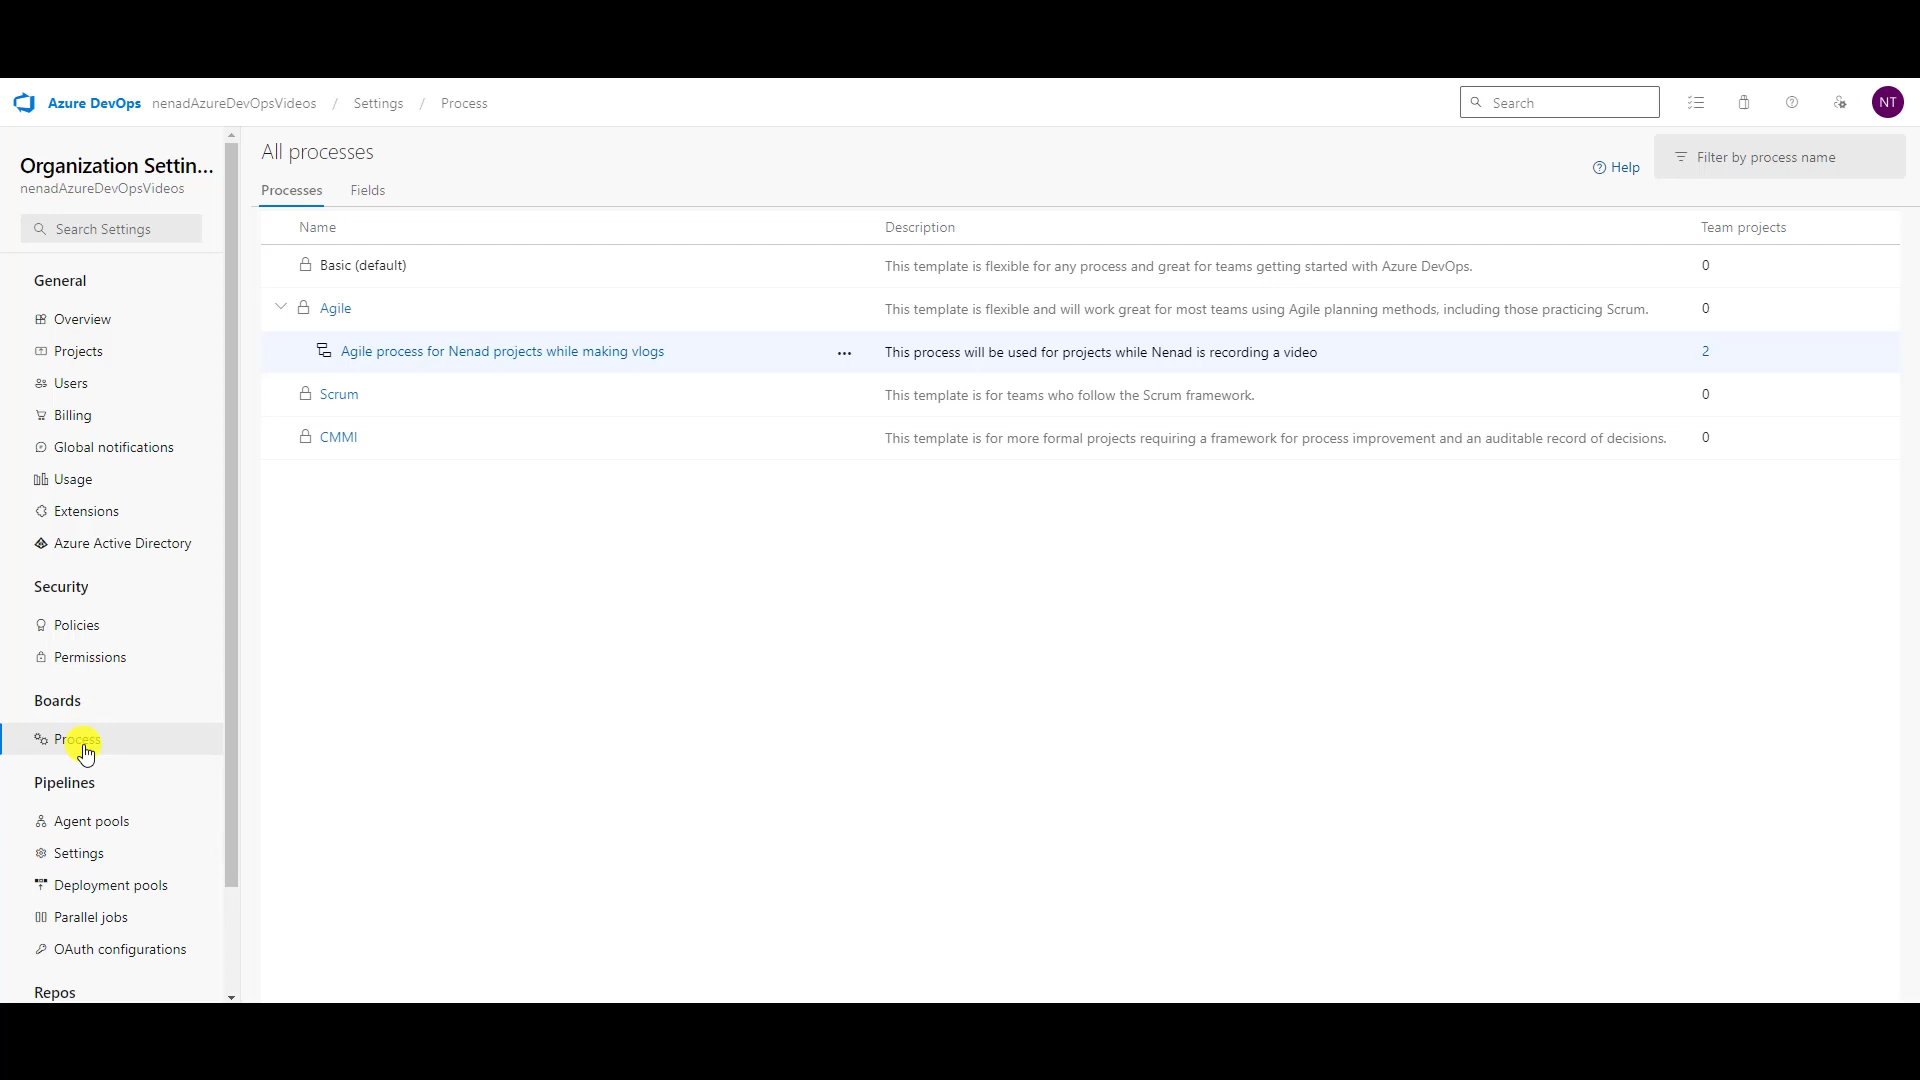 Azure DevOps nenadAzureDevOpsVideos / Settings / Process
Search
NT
Organization Settin...
nenadAzureDevOpsVideos
Search Settings
General
Overview
Projects
Users
Billing
Global notifications
Usage
Extensions
Azure Active Directory
Security
Policies
Permissions
Boards
Process
Pipelines
Agent pools
Settings
Deployment pools
Parallel jobs
OAuth configurations
Repos
All processes
Help
Filter by process name
Processes Fields
Name Description Team projects
Basic (default) This template is flexible for any process and great for teams getting started with Azure DevOps. 0
Agile This template is flexible and will work great for most teams using Agile planning methods, including those practicing Scrum. 0
Agile process for Nenad projects while making vlogs ... This process will be used for projects while Nenad is recording a video 2
Scrum This template is for teams who follow the Scrum framework. 0
CMMI This template is for more formal projects requiring a framework for process improvement and an auditable record of decisions. 0